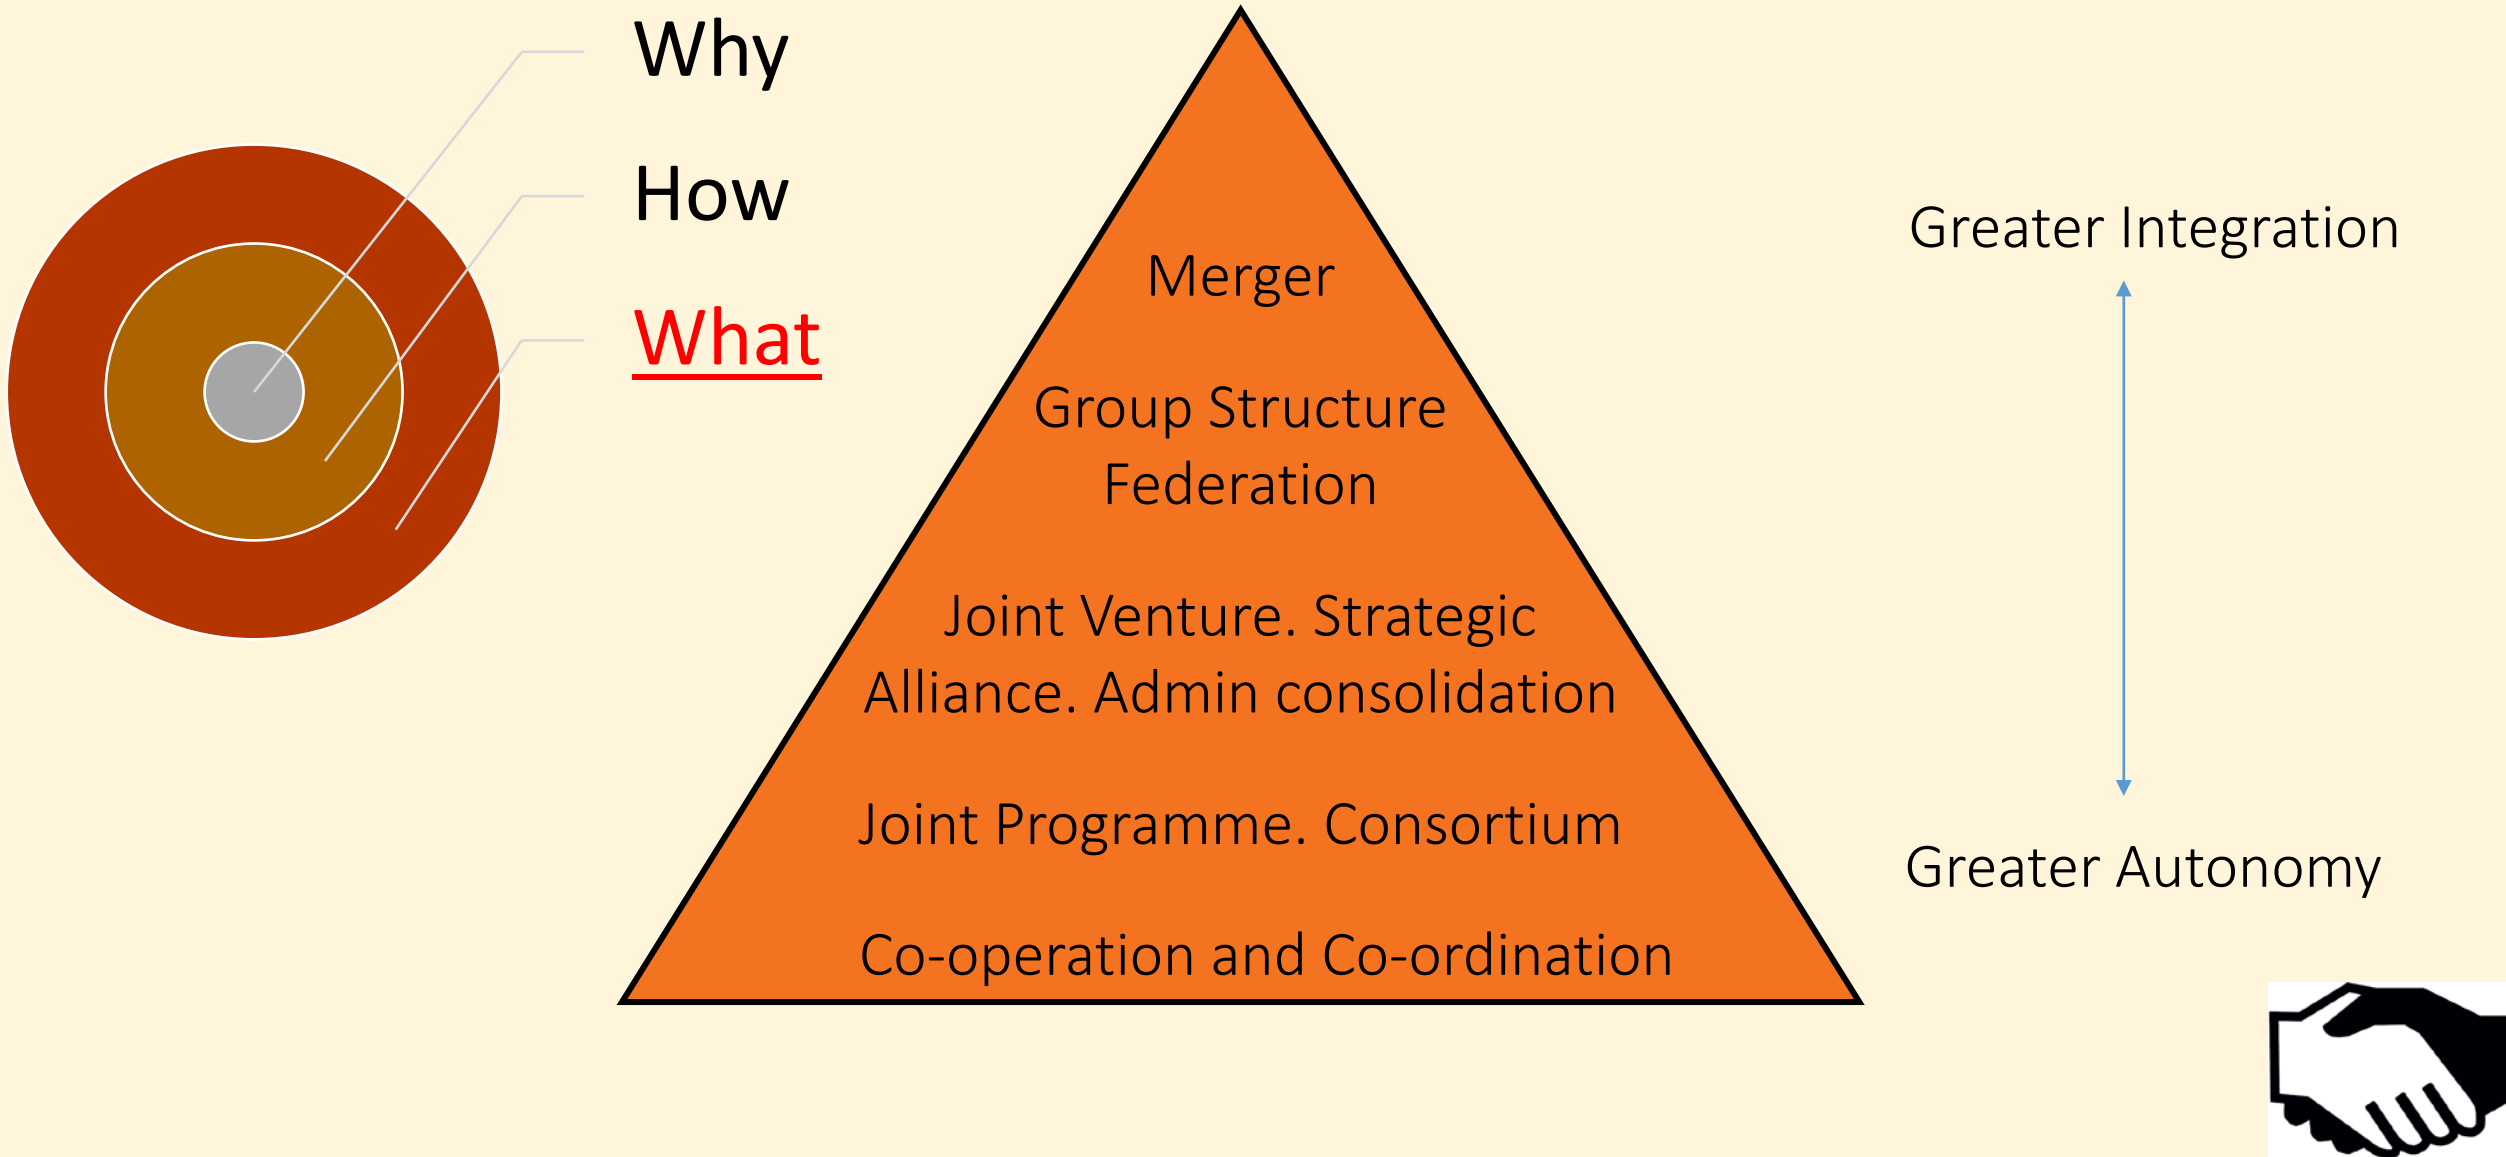 Why
How
What
Merger
Group Structure
Federation
Joint Venture. Strategic
Alliance. Admin consolidation
Joint Programme. Consortium
Co-operation and Co-ordination
Greater Integration
Greater Autonomy